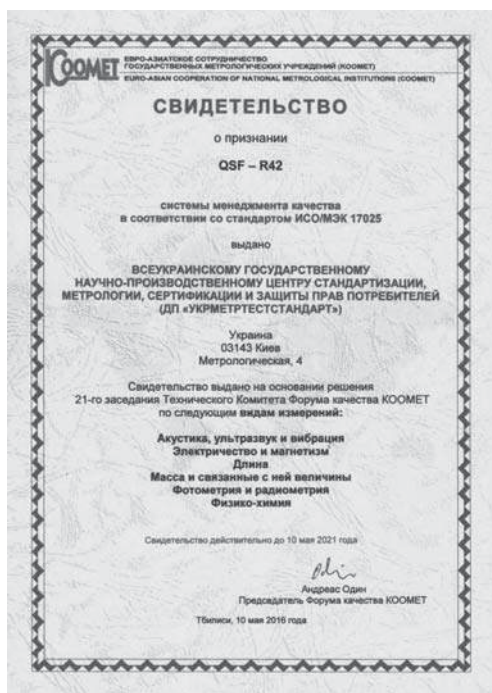 COOMET
ЕВРО-АЗИАТСКОЕ СОТРУДНИЧЕСТВО
ГОСУДАРСТВЕННЫХ МЕТРОЛОГИЧЕСКИХ УЧРЕЖДЕНИЙ (КООМЕТ)
EURO-ASIAN COOPERATION OF NATIONAL METROLOGICAL INSTITUTIONS (COOMET)
СВИДЕТЕЛЬСТВО
о признании
QSF – R42
системы менеджмента качества
в соответствии со стандартом ИСО/МЭК 17025
выдано
ВСЕУКРАИНСКОМУ ГОСУДАРСТВЕННОМУ
НАУЧНО-ПРОИЗВОДСТВЕННОМУ ЦЕНТРУ СТАНДАРТИЗАЦИИ,
МЕТРОЛОГИИ, СЕРТИФИКАЦИИ И ЗАЩИТЫ ПРАВ ПОТРЕБИТЕЛЕЙ
(ДП «УКРМЕТРТЕСТСТАНДАРТ»)
Украина
03143 Киев
Метрологическая, 4
Свидетельство выдано на основании решения
21-го заседания Технического Комитета Форума качества КООМЕТ
по следующим видам измерений:
Акустика, ультразвук и вибрация
Электричество и магнетизм
Длина
Масса и связанные с ней величины
Фотометрия и радиометрия
Физико-химия
Свидетельство действительно до 10 мая 2021 года
Андреас Один
Председатель Форума качества КООМЕТ
Тбилиси, 10 мая 2016 года